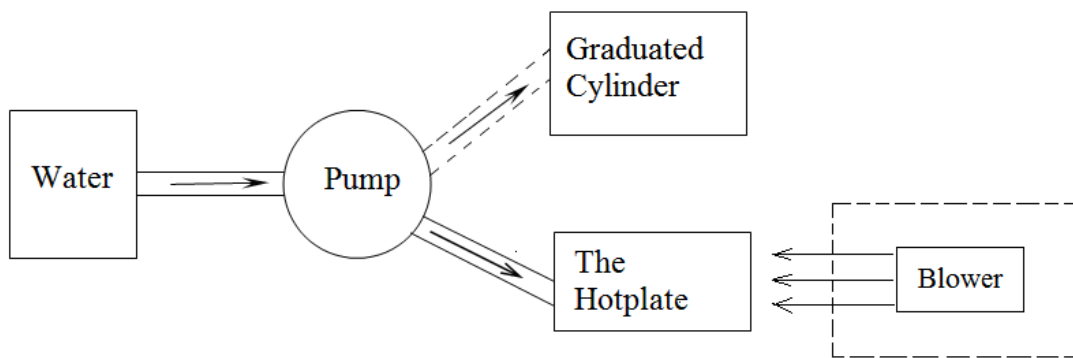 Graduated
Cylinder
Water
Pump
The
Hotplate
Blower